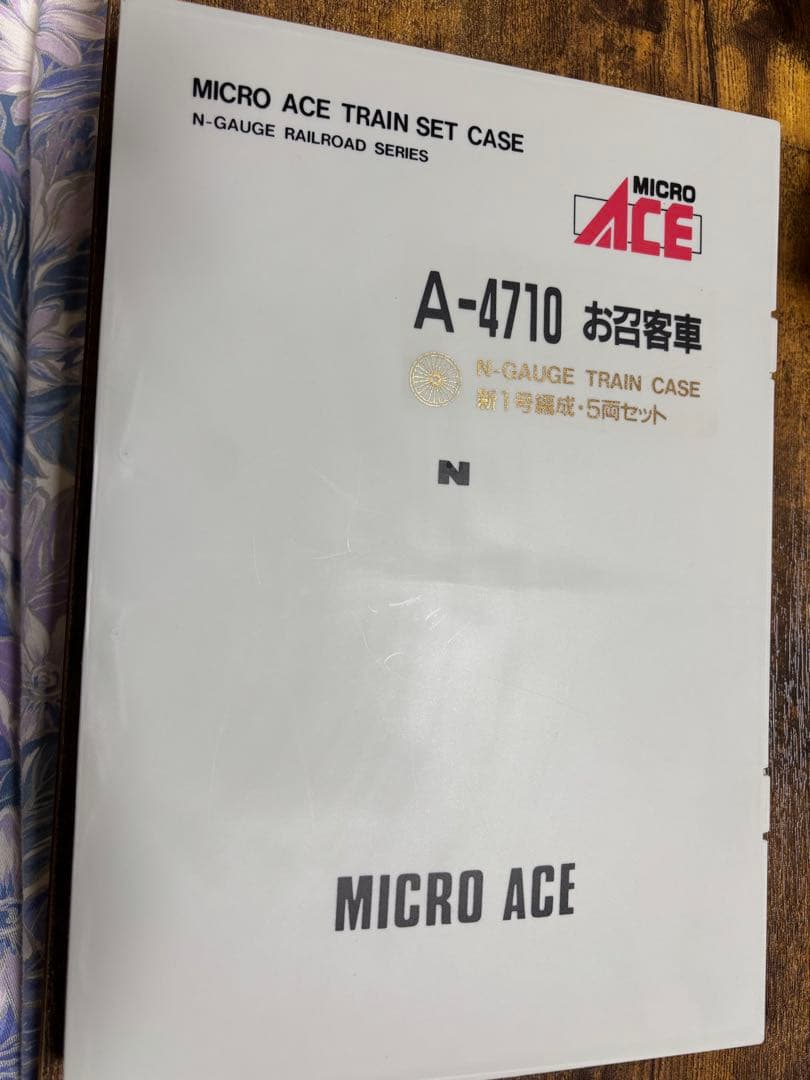 MICRO ACE TRAIN SET CASE
N-GAUGE RAILROAD SERIES
MICRO
ACE
A-4710 お召客車
N-GAUGE TRAIN CASE
新1号編成・5両セット
N
MICRO ACE